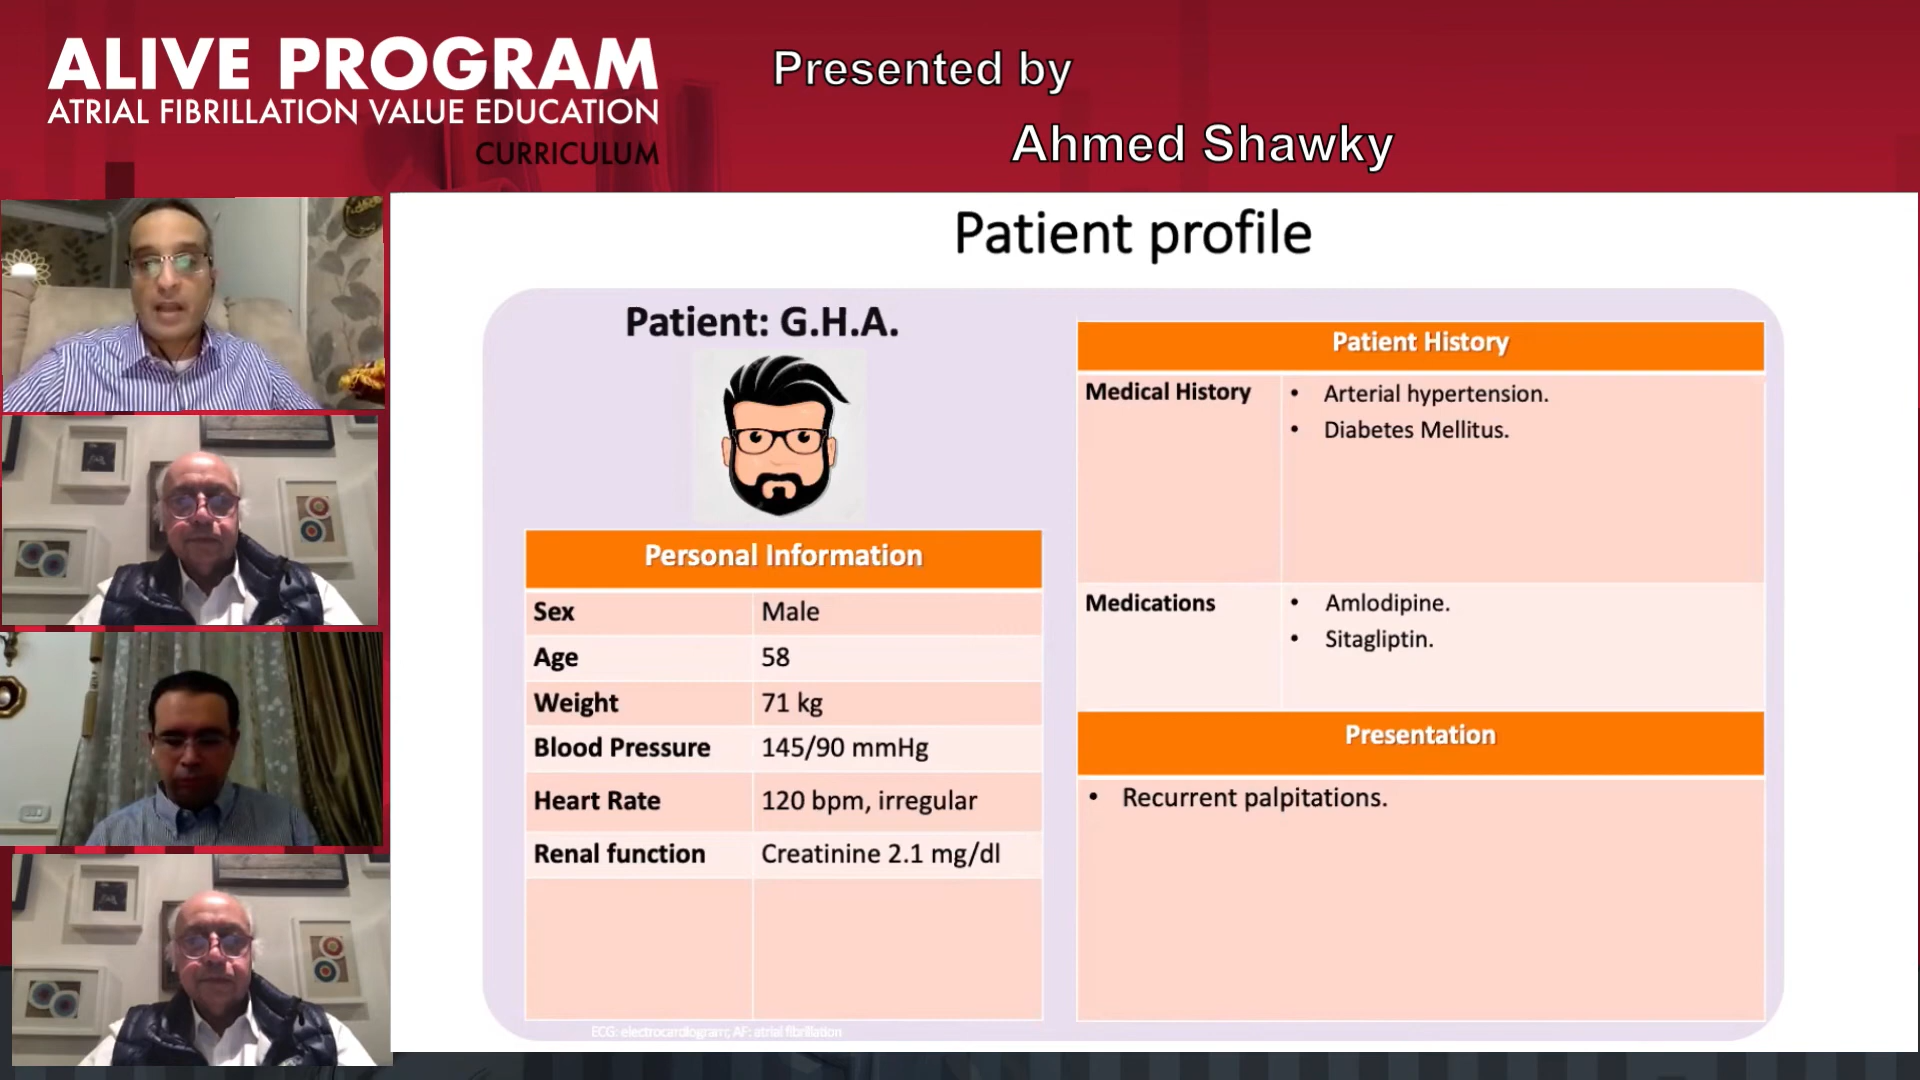 ALIVE PROGRAM
ATRIAL FIBRILLATION VALUE EDUCATION
CURRICULUM
Presented by
Ahmed Shawky
Patient profile
Patient: G.H.A.
Personal Information
Sex Male
Age 58
Weight 71 kg
Blood Pressure 145/90 mmHg
Heart Rate 120 bpm, irregular
Renal function Creatinine 2.1 mg/dl
Patient History
Medical History • Arterial hypertension.
• Diabetes Mellitus.
Medications • Amlodipine.
• Sitagliptin.
Presentation
• Recurrent palpitations.
ECG: electrocardiogram; AF: atrial fibrillation